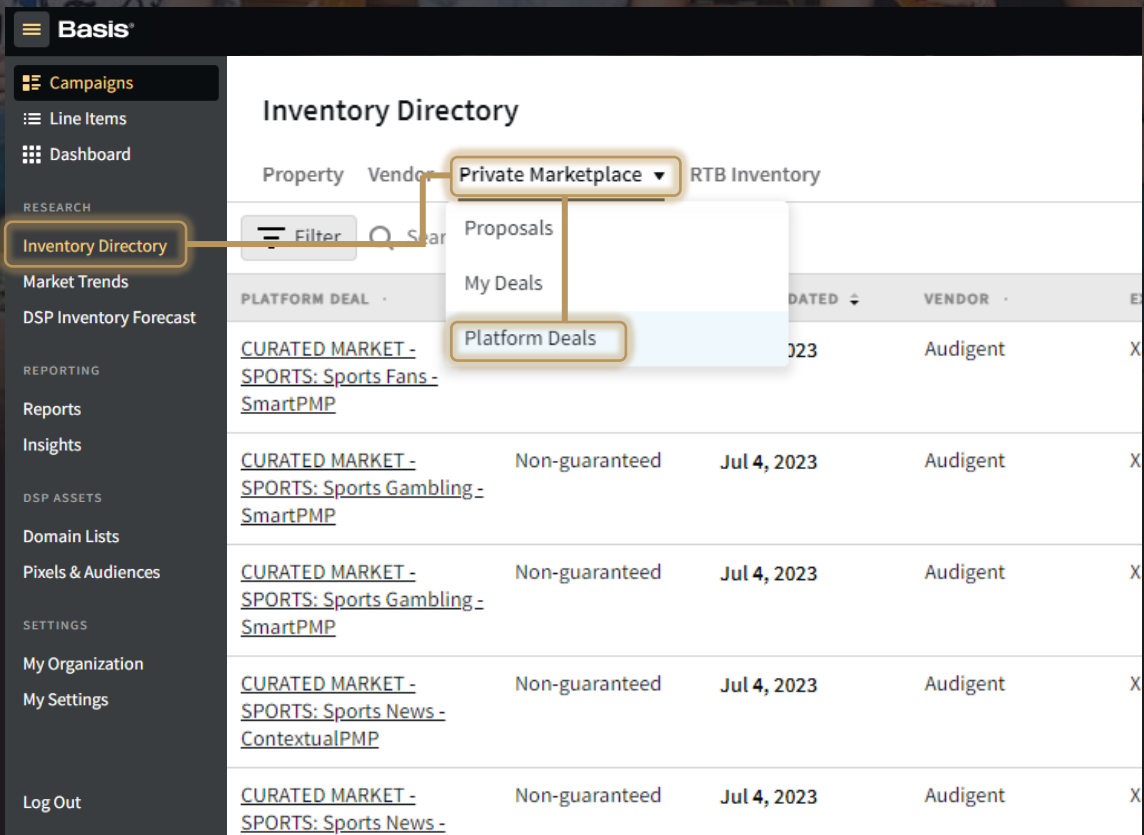 Basis®
Campaigns
Line Items
Dashboard
RESEARCH
Inventory Directory
Market Trends
DSP Inventory Forecast
REPORTING
Reports
Insights
DSP ASSETS
Domain Lists
Pixels & Audiences
SETTINGS
My Organization
My Settings
Log Out
Inventory Directory
Property Vendor Private Marketplace RTB Inventory
Filter
Proposals
My Deals
Platform Deals
PLATFORM DEAL VENDOR
CURATED MARKET - Audigent X
SPORTS: Sports Fans -
SmartPMP
CURATED MARKET - Non-guaranteed Jul 4, 2023 Audigent X
SPORTS: Sports Gambling -
SmartPMP
CURATED MARKET - Non-guaranteed Jul 4, 2023 Audigent X
SPORTS: Sports Gambling -
SmartPMP
CURATED MARKET - Non-guaranteed Jul 4, 2023 Audigent X
SPORTS: Sports News -
ContextualPMP
CURATED MARKET - Non-guaranteed Jul 4, 2023 Audigent X
SPORTS: Sports News -